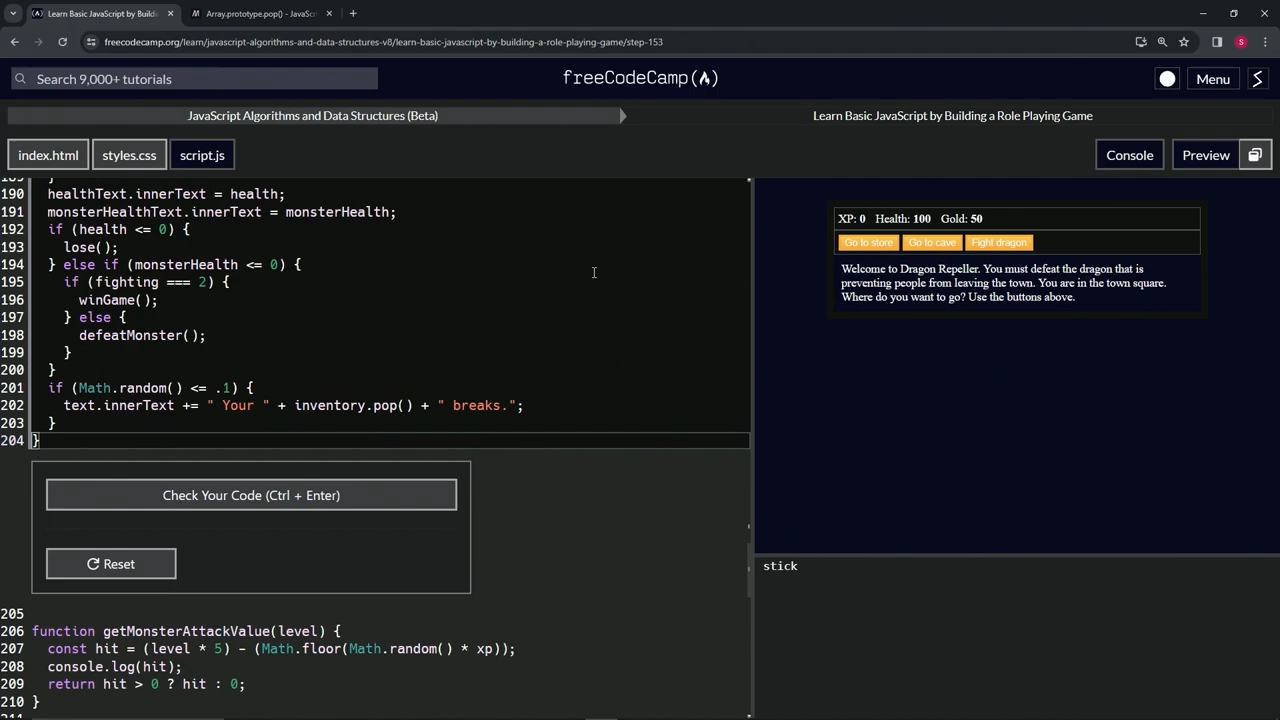 Learn Basic JavaScript by Buildi
Array.prototype.pop() - JavaScri
freecodecamp.org/learn/javascript-algorithms-and-data-structures-v8/learn-basic-javascript-by-building-a-role-playing-game/step-153
S
Search 9,000+ tutorials
freeCodeCamp
Menu
JavaScript Algorithms and Data Structures (Beta)
Learn Basic JavaScript by Building a Role Playing Game
index.html
styles.css
script.js
Console
Preview
189 }
190 healthText.innerText = health;
191 monsterHealthText.innerText = monsterHealth;
192 if (health <= 0) {
193 lose();
194 } else if (monsterHealth <= 0) {
195 if (fighting === 2) {
196 winGame();
197 } else {
198 defeatMonster();
199 }
200 }
201 if (Math.random() <= .1) {
202 text.innerText += " Your " + inventory.pop() + " breaks.";
203 }
204 }
Check Your Code (Ctrl + Enter)
Reset
205
206 function getMonsterAttackValue(level) {
207 const hit = (level * 5) - (Math.floor(Math.random() * xp));
208 console.log(hit);
209 return hit > 0 ? hit : 0;
210 }
211
XP: 0 Health: 100 Gold: 50
Go to store
Go to cave
Fight dragon
Welcome to Dragon Repeller. You must defeat the dragon that is
preventing people from leaving the town. You are in the town square.
Where do you want to go? Use the buttons above.
stick